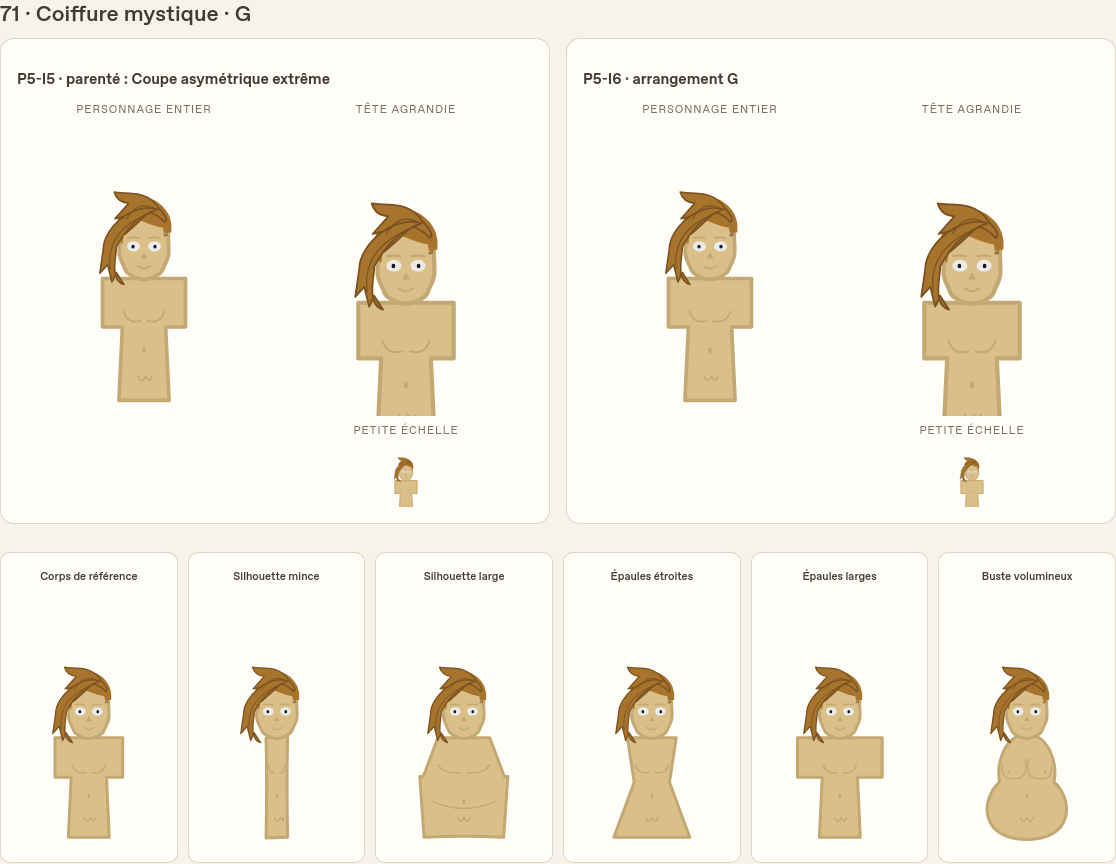 71 · Coiffure mystique · G
P5-I5 · parenté : Coupe asymétrique extrême
PERSONNAGE ENTIER
TÊTE AGRANDIE
PETITE ÉCHELLE
P5-I6 · arrangement G
PERSONNAGE ENTIER
TÊTE AGRANDIE
PETITE ÉCHELLE
Corps de référence
Silhouette mince
Silhouette large
Épaules étroites
Épaules larges
Buste volumineux